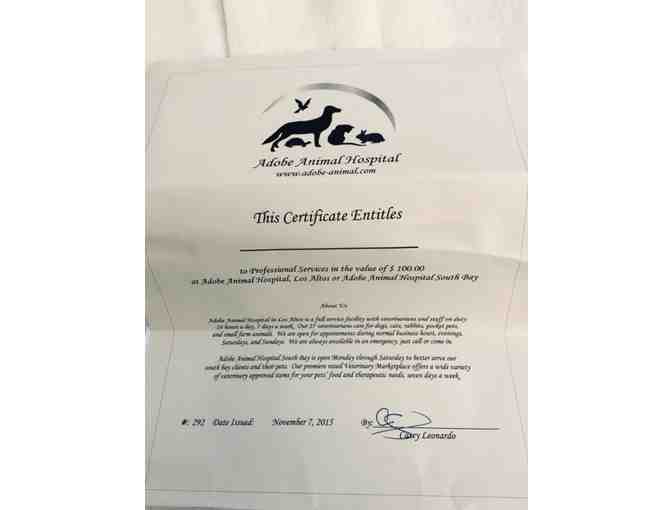 Adobe Animal Hospital
www.adobe-animal.com
This Certificate Entitles
to Professional Services in the value of $ 100.00
at Adobe Animal Hospital, Los Altos or Adobe Animal Hospital South Bay
About Us
Adobe Animal Hospital in Los Altos is a full service facility with veterinarians and staff on duty
24 hours a day, 7 days a week. Our 27 veterinarians care for dogs, cats, rabbits, pocket pets,
and small farm animals. We are open for appointments during normal business hours, evenings,
Saturdays, and Sundays. We are always available in an emergency, just call or come in.
Adobe Animal Hospital South Bay is open Monday through Saturday to better serve our
south bay clients and their pets. Our premiere retail Veterinary Marketplace offers a wide variety
of veterinary approved items for your pets' food and therapeutic needs, seven days a week.
#: 292 Date Issued: November 7, 2015 By:
Casey Leonardo